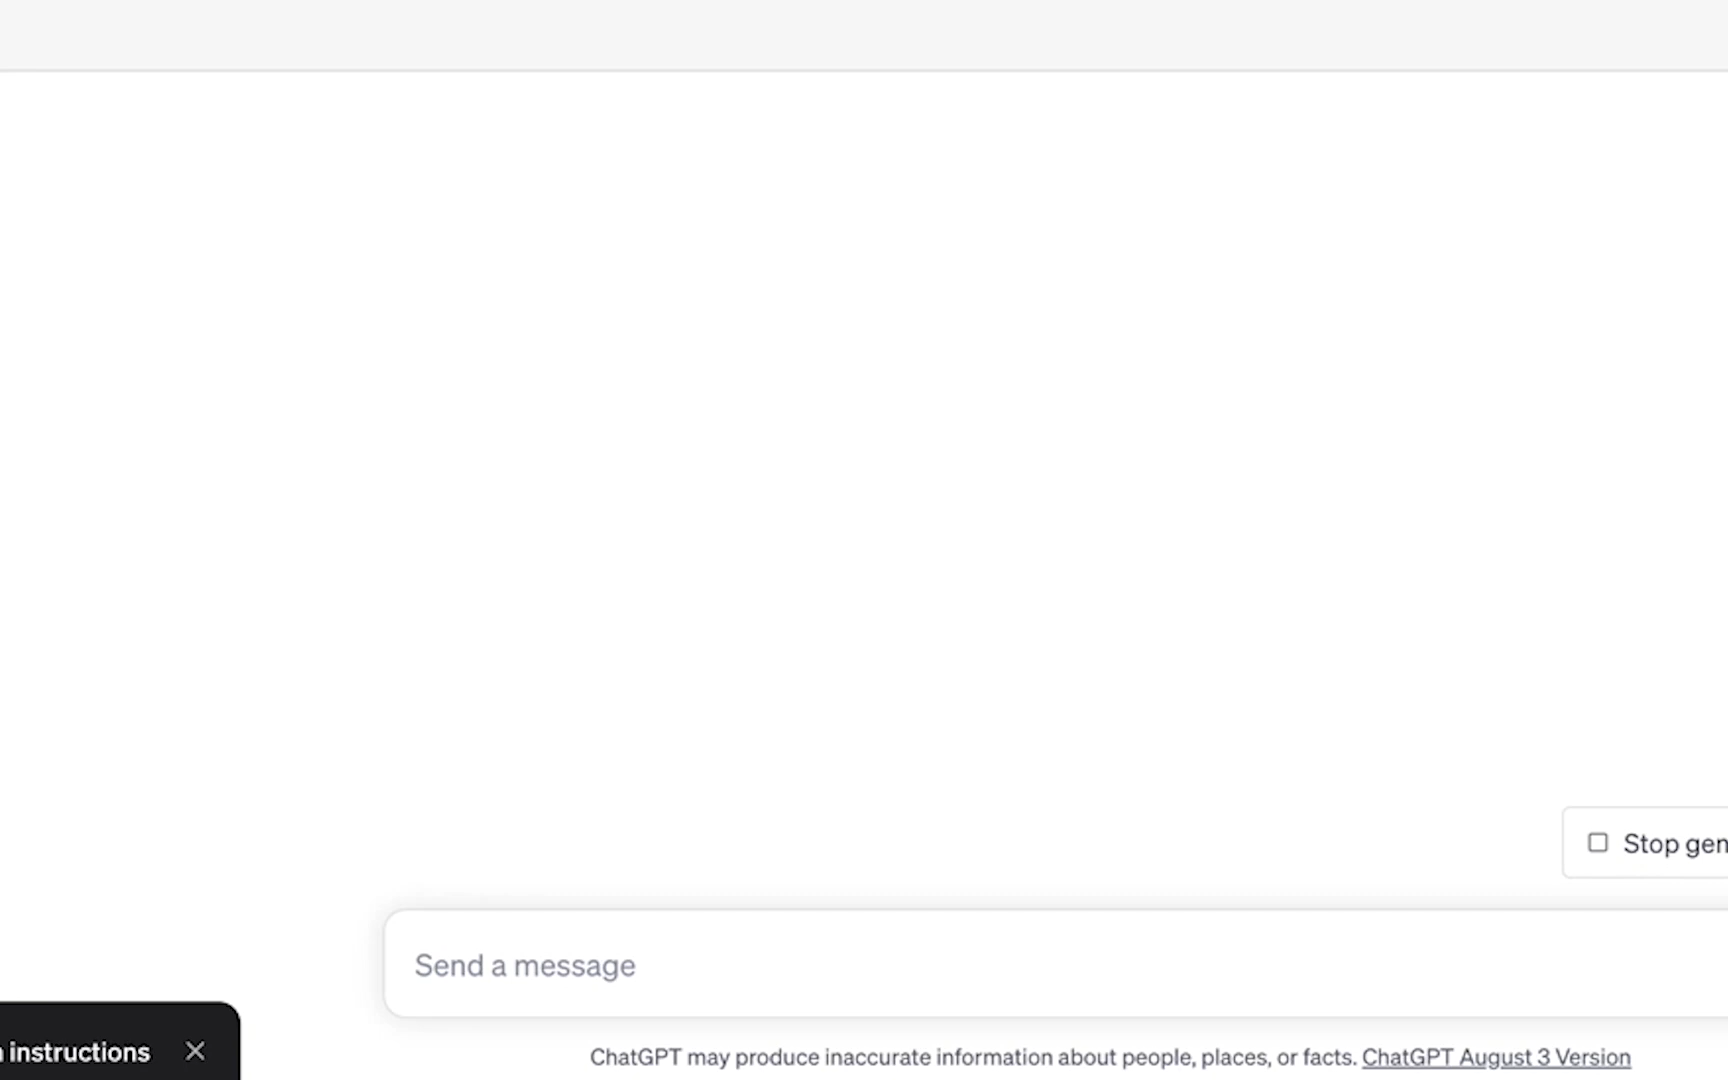 Stop gen
Send a message
instructions
ChatGPT may produce inaccurate information about people, places, or facts. ChatGPT August 3 Version